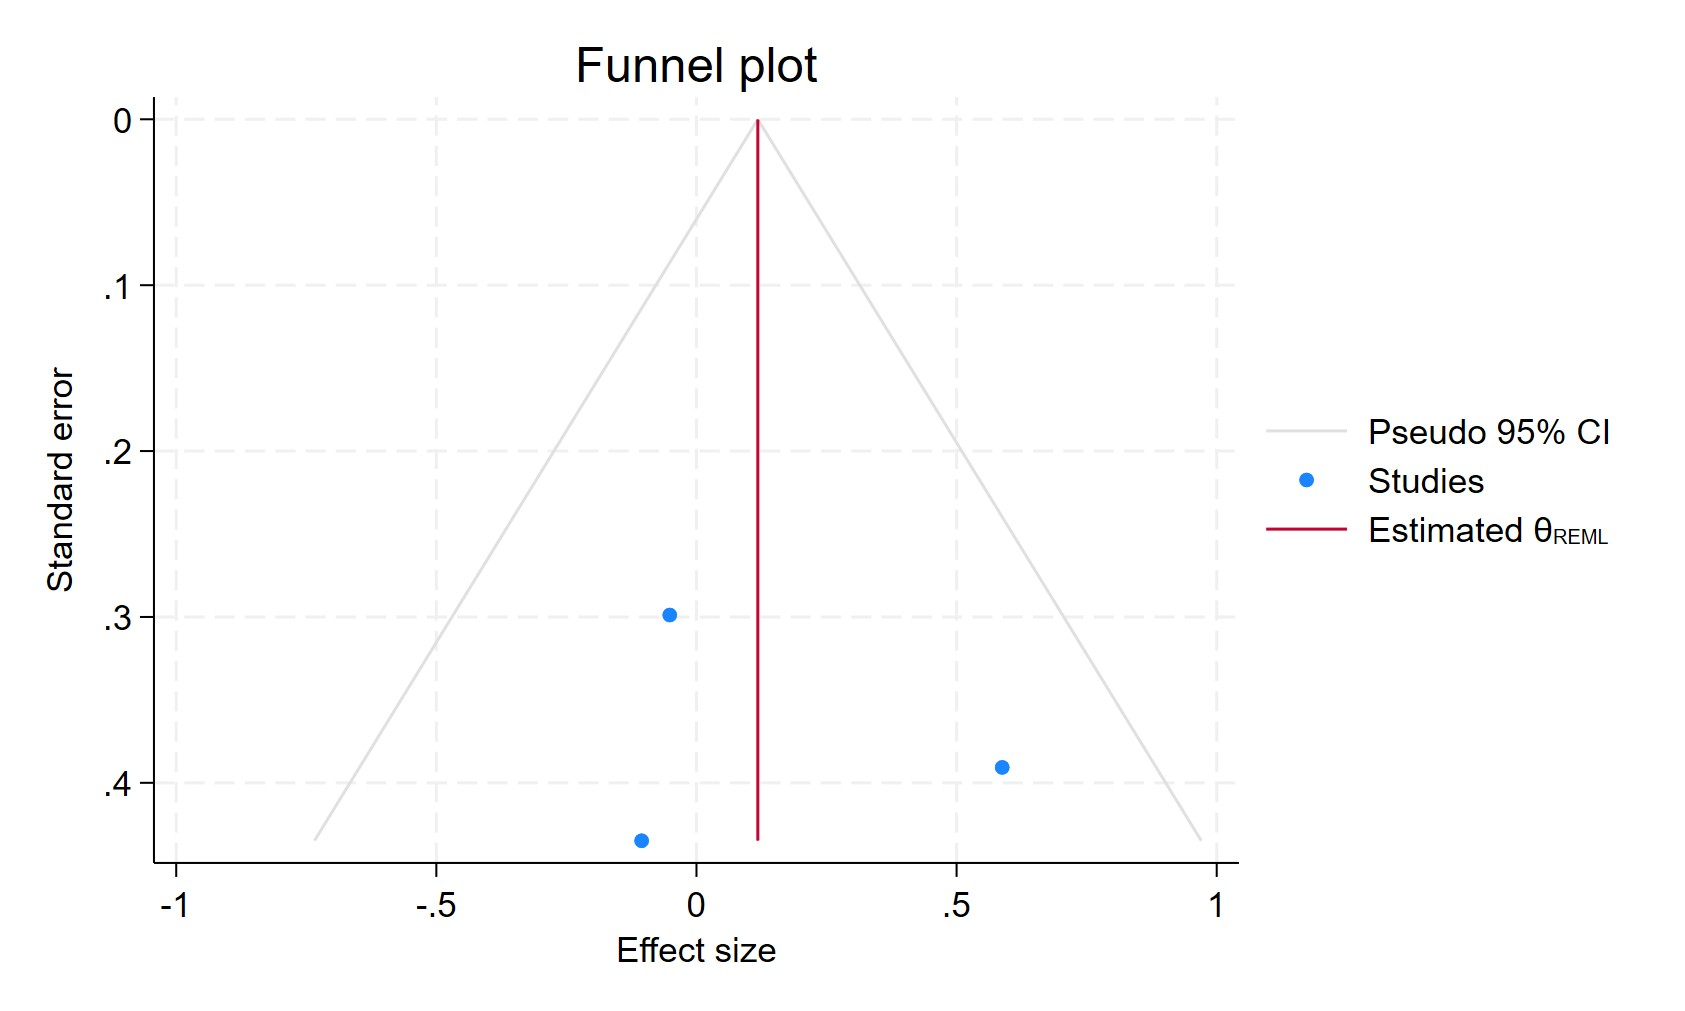 Funnel plot
0
.1
.2
.3
.4
Standard error
-1 -.5 0 .5 1
Effect size
Pseudo 95% CI
Studies
Estimated θREML